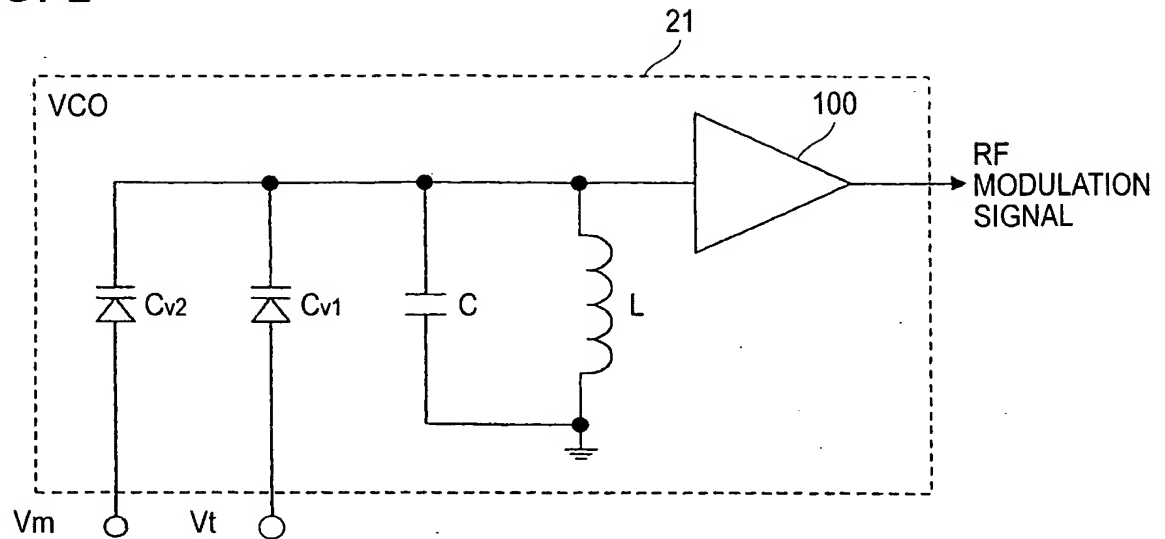 21
VCO
100
RF
MODULATION
SIGNAL
Cv2
Cv1
C
L
Vm
Vt